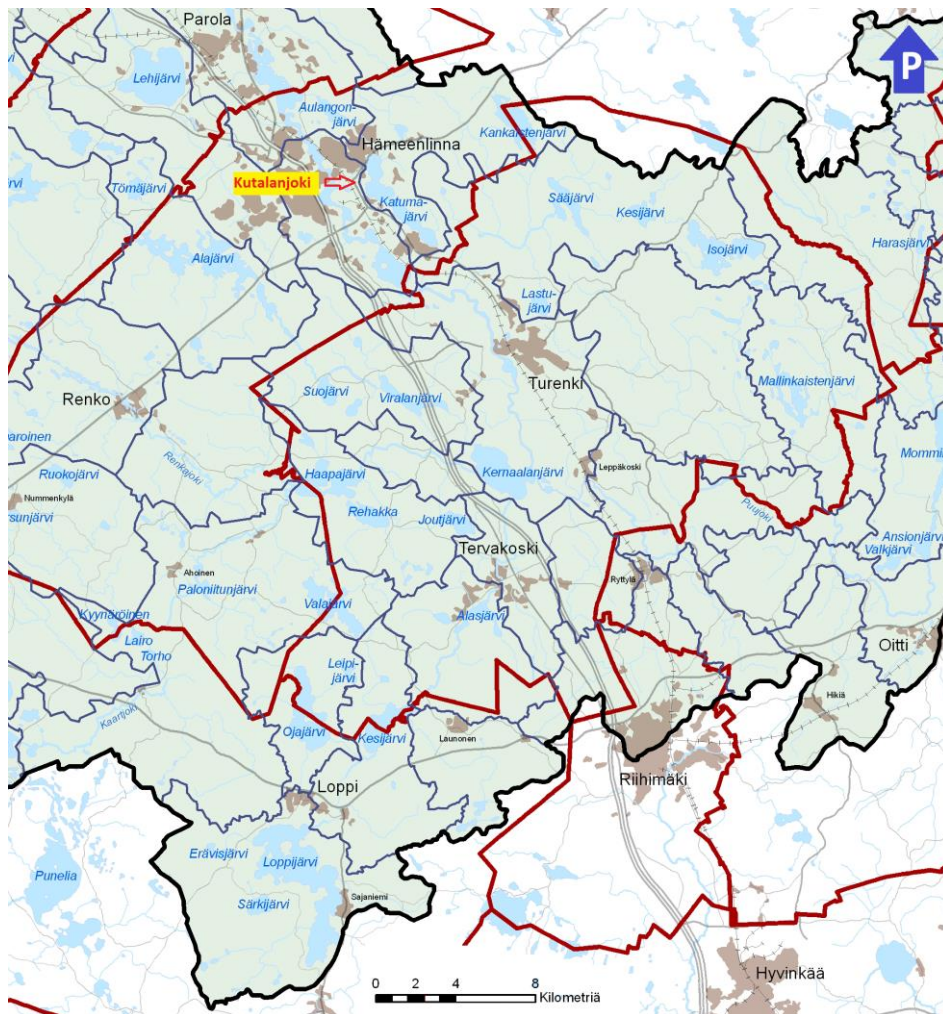 Parola
P
Lehijärvi
Aulangon-
järvi
Hämeenlinna
Kankaistenjärvi
Kutalanjoki
Tömäjärvi
Katuma-
järvi
Sääjärvi
Kesijärvi
Alajärvi
Isojärvi
Harasjärvi
Lastu-
järvi
Turenki
Mallinkaistenjärvi
Renko
Suojärvi
Viralanjärvi
Ruokojärvi
Renkajoki
Haapajärvi
Kernaalanjärvi
Leppäkoski
Nummenkylä
Rehakka
Joutjärvi
Puujoki
Ansionjärvi
Valkjärvi
Tervakoski
Ahoinen
Paloniitunjärvi
Ryttylä
Kyynäröinen
Valajärvi
Alasjärvi
Lairo
Torho
Oitti
Leipi-
järvi
Hikiä
Kaartjoki
Ojajärvi
Kesijärvi
Launonen
Riihimäki
Loppi
Erävisjärvi
Loppijärvi
Punelia
Särkijärvi
Sajaniemi
Hyvinkää
0 2 4 8
Kilometriä